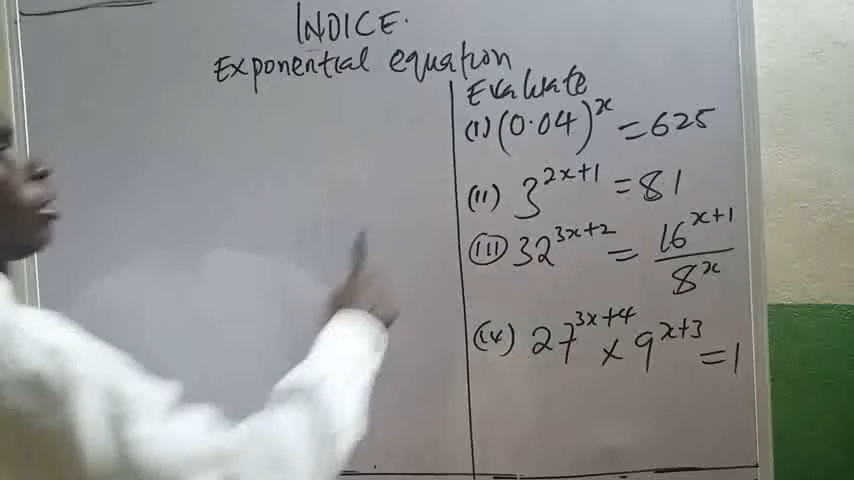 INDICE.
Exponential equation
Evaluate
(i) (0.04)^x = 625
(ii) 3^{2x+1} = 81
(iii) 32^{3x+2} = 16^{x+1} / 8^x
(iv) 27^{3x+4} × 9^{x+3} = 1